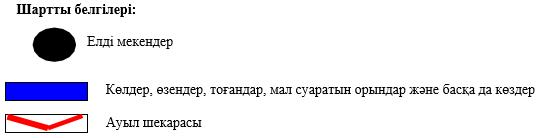 Шартты белгілері:
Елді мекендер
Көлдер, өзендер, тоғандар, мал суаратын орындар және басқа да көздер
Ауыл шекарасы